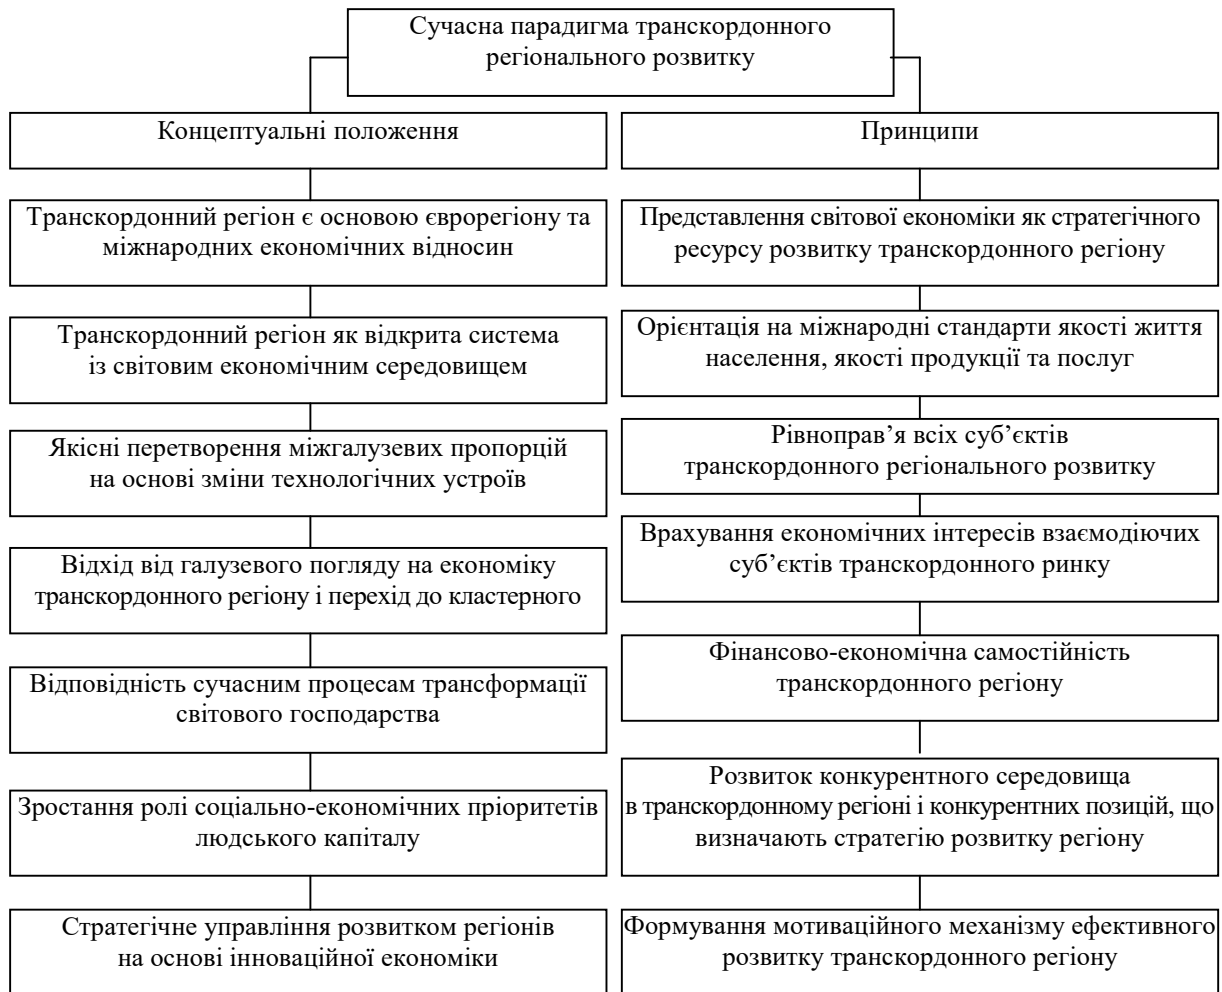 Сучасна парадигма транскордонного
регіонального розвитку
Концептуальні положення
Транскордонний регіон є основою єврорегіону та
міжнародних економічних відносин
Транскордонний регіон як відкрита система
із світовим економічним середовищем
Якісні перетворення міжгалузевих пропорцій
на основі зміни технологічних устроїв
Відхід від галузевого погляду на економіку
транскордонного регіону і перехід до кластерного
Відповідність сучасним процесам трансформації
світового господарства
Зростання ролі соціально-економічних пріоритетів
людського капіталу
Стратегічне управління розвитком регіонів
на основі інноваційної економіки
Принципи
Представлення світової економіки як стратегічного
ресурсу розвитку транскордонного регіону
Орієнтація на міжнародні стандарти якості життя
населення, якості продукції та послуг
Рівноправ’я всіх суб’єктів
транскордонного регіонального розвитку
Врахування економічних інтересів взаємодіючих
суб’єктів транскордонного ринку
Фінансово-економічна самостійність
транскордонного регіону
Розвиток конкурентного середовища
в транскордонному регіоні і конкурентних позицій, що
визначають стратегію розвитку регіону
Формування мотиваційного механізму ефективного
розвитку транскордонного регіону